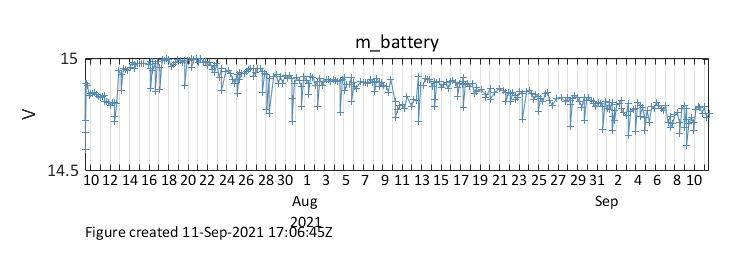 m_battery
15
V
14.5
10 12 14 16 18 20 22 24 26 28 30 1 3 5 7 9 11 13 15 17 19 21 23 25 27 29 31 2 4 6 8 10
Aug Sep
2021
Figure created 11-Sep-2021 17:06:45Z